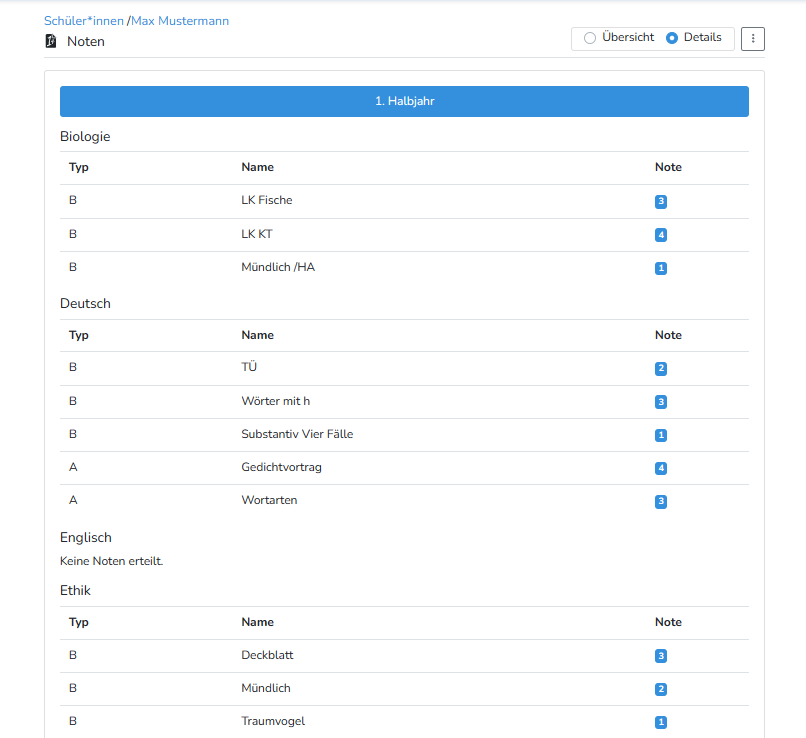 Schüler*innen /Max Mustermann
Noten
Übersicht Details
1. Halbjahr
Biologie
Typ Name Note
B LK Fische 3
B LK KT 4
B Mündlich /HA 1
Deutsch
Typ Name Note
B TÜ 2
B Wörter mit h 3
B Substantiv Vier Fälle 1
A Gedichtvortrag 4
A Wortarten 3
Englisch
Keine Noten erteilt.
Ethik
Typ Name Note
B Deckblatt 3
B Mündlich 2
B Traumvogel 1